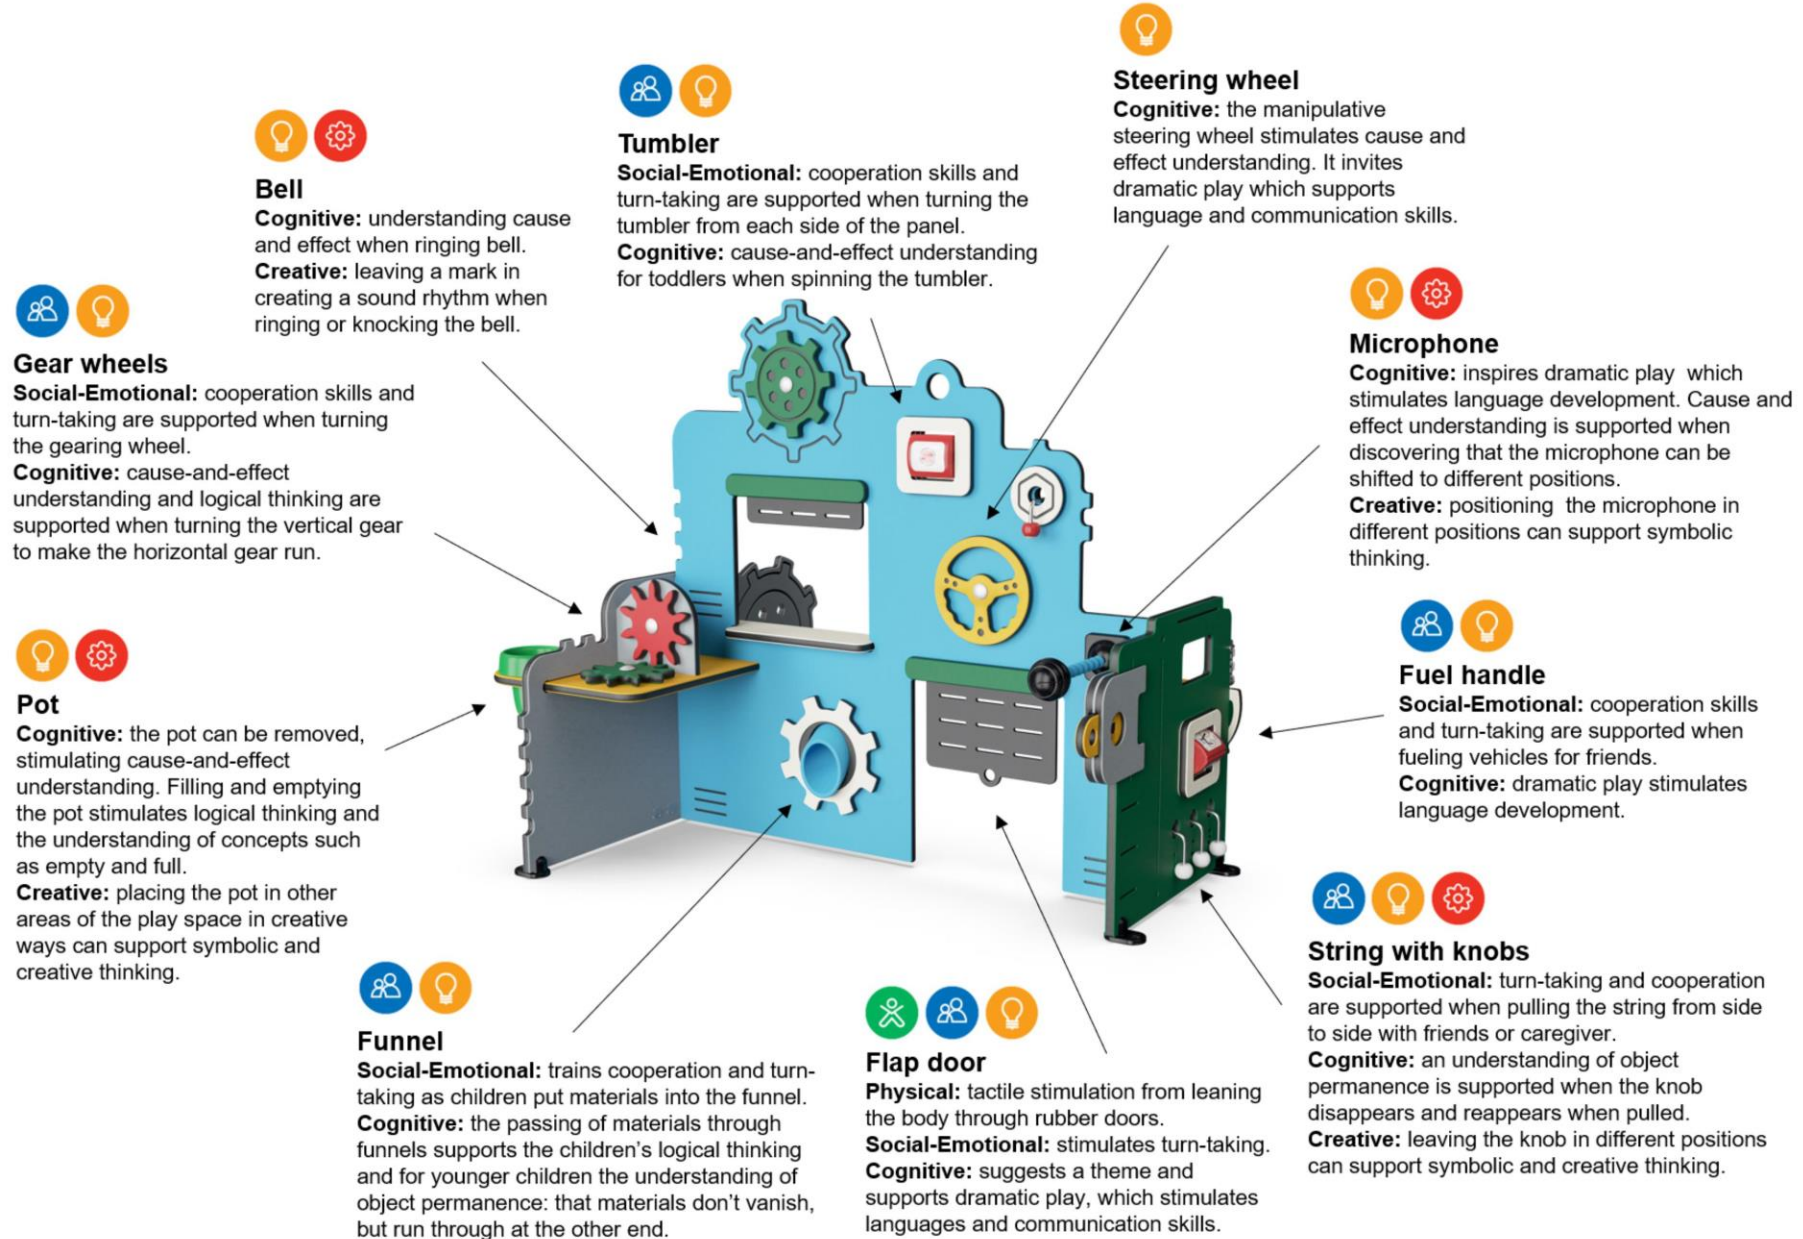 Steering wheel
Cognitive: the manipulative
steering wheel stimulates cause and
effect understanding. It invites
dramatic play which supports
language and communication skills.
Tumbler
Social-Emotional: cooperation skills and
turn-taking are supported when turning the
tumbler from each side of the panel.
Cognitive: cause-and-effect understanding
for toddlers when spinning the tumbler.
Bell
Cognitive: understanding cause
and effect when ringing bell.
Creative: leaving a mark in
creating a sound rhythm when
ringing or knocking the bell.
Gear wheels
Social-Emotional: cooperation skills and
turn-taking are supported when turning
the gearing wheel.
Cognitive: cause-and-effect
understanding and logical thinking are
supported when turning the vertical gear
to make the horizontal gear run.
Microphone
Cognitive: inspires dramatic play which
stimulates language development. Cause and
effect understanding is supported when
discovering that the microphone can be
shifted to different positions.
Creative: positioning the microphone in
different positions can support symbolic
thinking.
Pot
Cognitive: the pot can be removed,
stimulating cause-and-effect
understanding. Filling and emptying
the pot stimulates logical thinking and
the understanding of concepts such
as empty and full.
Creative: placing the pot in other
areas of the play space in creative
ways can support symbolic and
creative thinking.
Fuel handle
Social-Emotional: cooperation skills
and turn-taking are supported when
fueling vehicles for friends.
Cognitive: dramatic play stimulates
language development.
Funnel
Social-Emotional: trains cooperation and turn-
taking as children put materials into the funnel.
Cognitive: the passing of materials through
funnels supports the children's logical thinking
and for younger children the understanding of
object permanence: that materials don't vanish,
but run through at the other end.
Flap door
Physical: tactile stimulation from leaning
the body through rubber doors.
Social-Emotional: stimulates turn-taking.
Cognitive: suggests a theme and
supports dramatic play, which stimulates
languages and communication skills.
String with knobs
Social-Emotional: turn-taking and cooperation
are supported when pulling the string from side
to side with friends or caregiver.
Cognitive: an understanding of object
permanence is supported when the knob
disappears and reappears when pulled.
Creative: leaving the knob in different positions
can support symbolic and creative thinking.